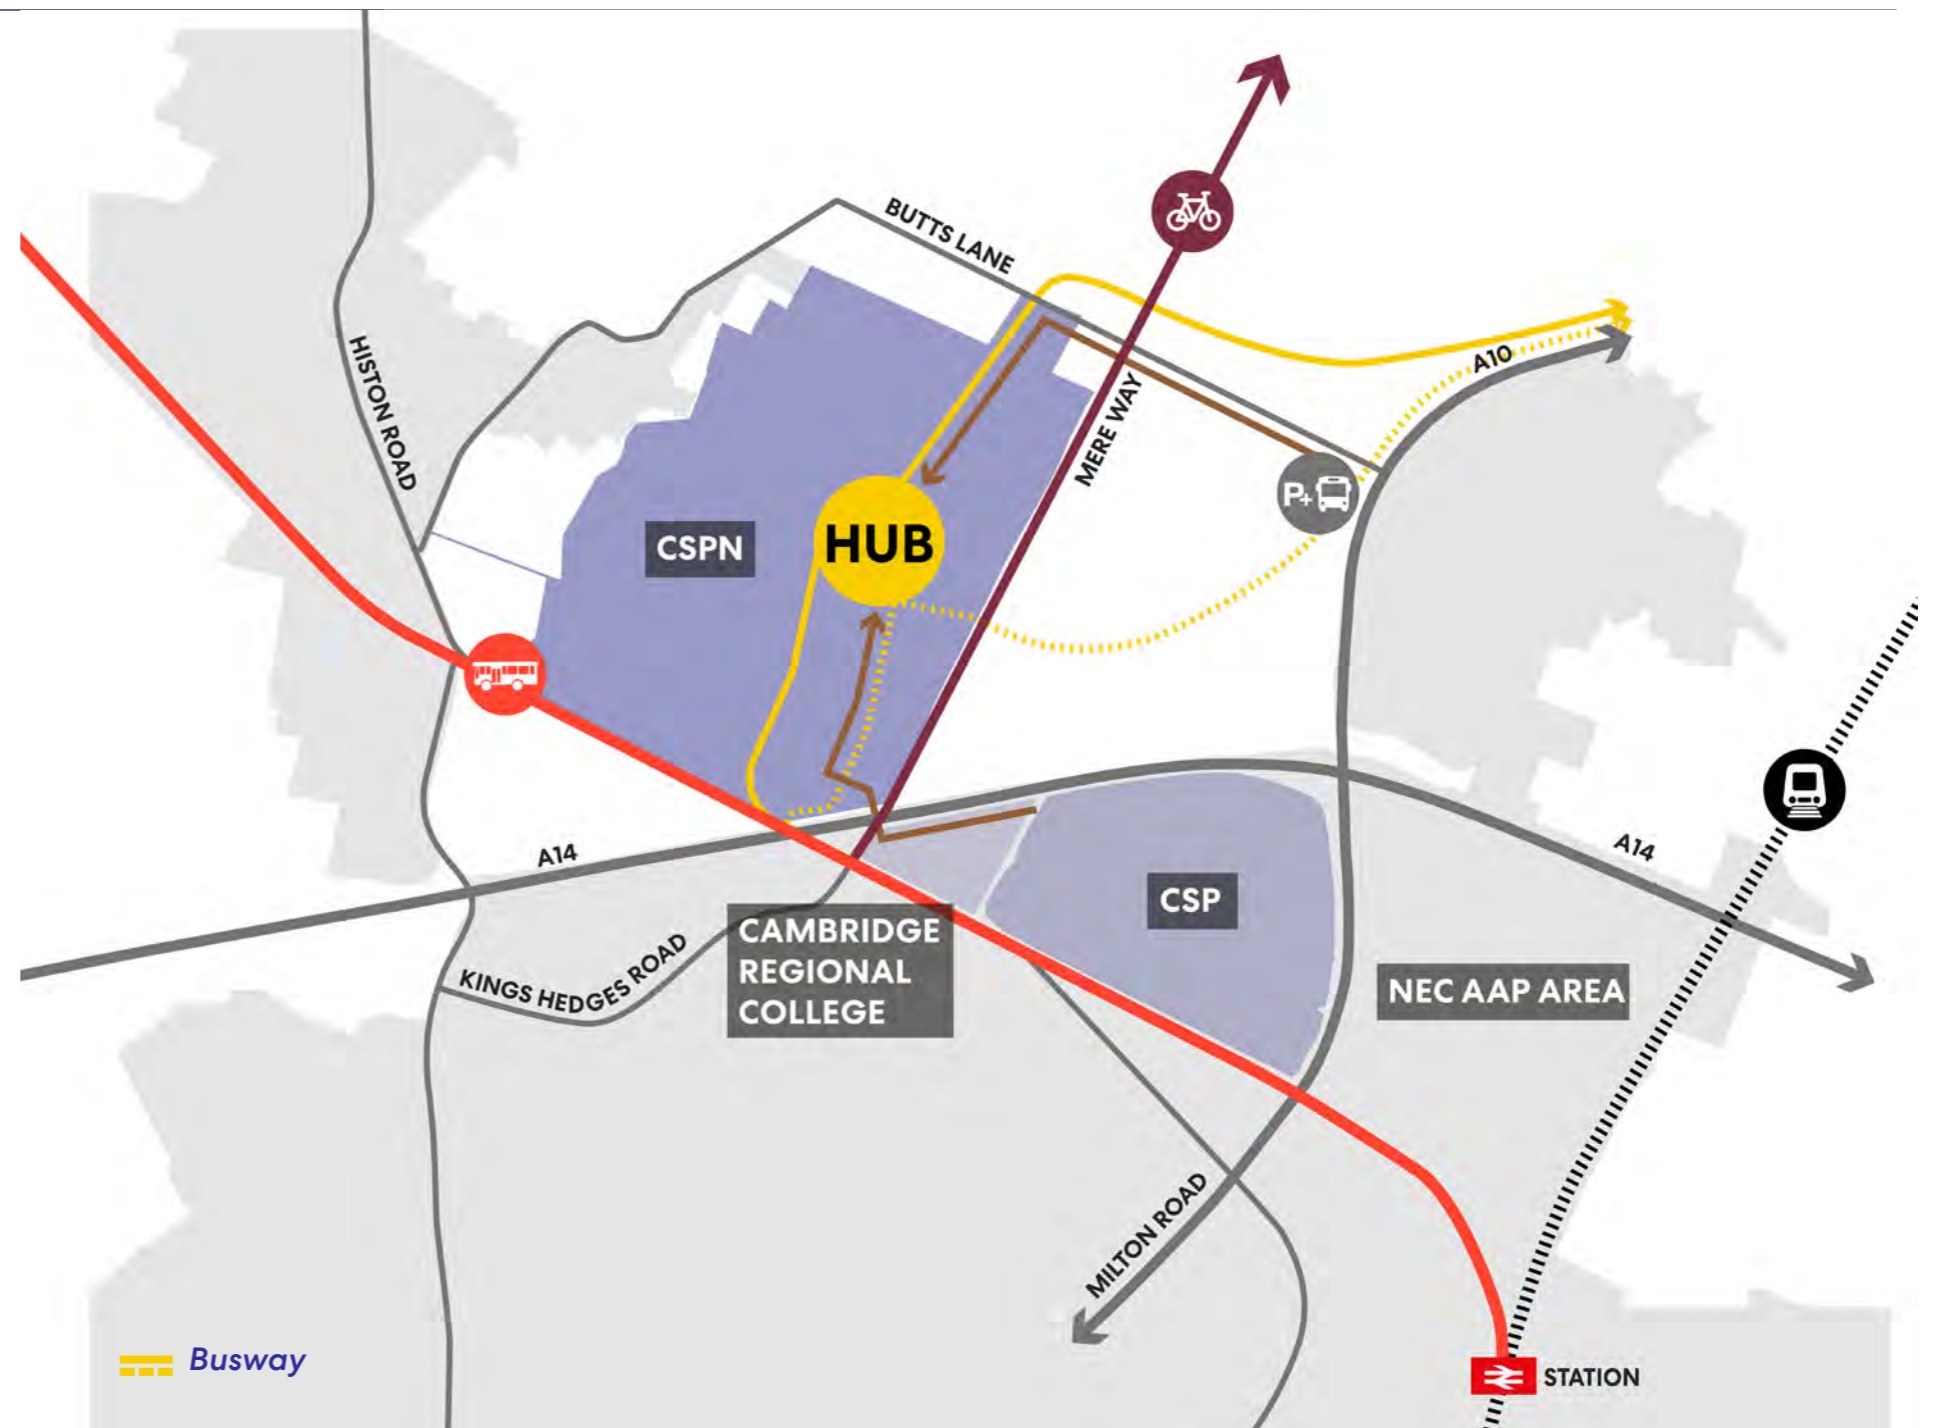 BUTTS LANE
HISTON ROAD
A10
MERE WAY
P+
CSPN
HUB
A14
A14
CSP
CAMBRIDGE
REGIONAL
COLLEGE
KINGS HEDGES ROAD
NEC AAP AREA
MILTON ROAD
Busway
STATION